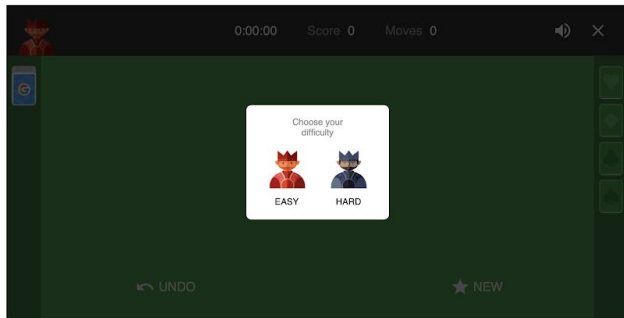 0:00:00 Score 0 Moves 0
G
Choose your
difficulty
EASY HARD
UNDO NEW